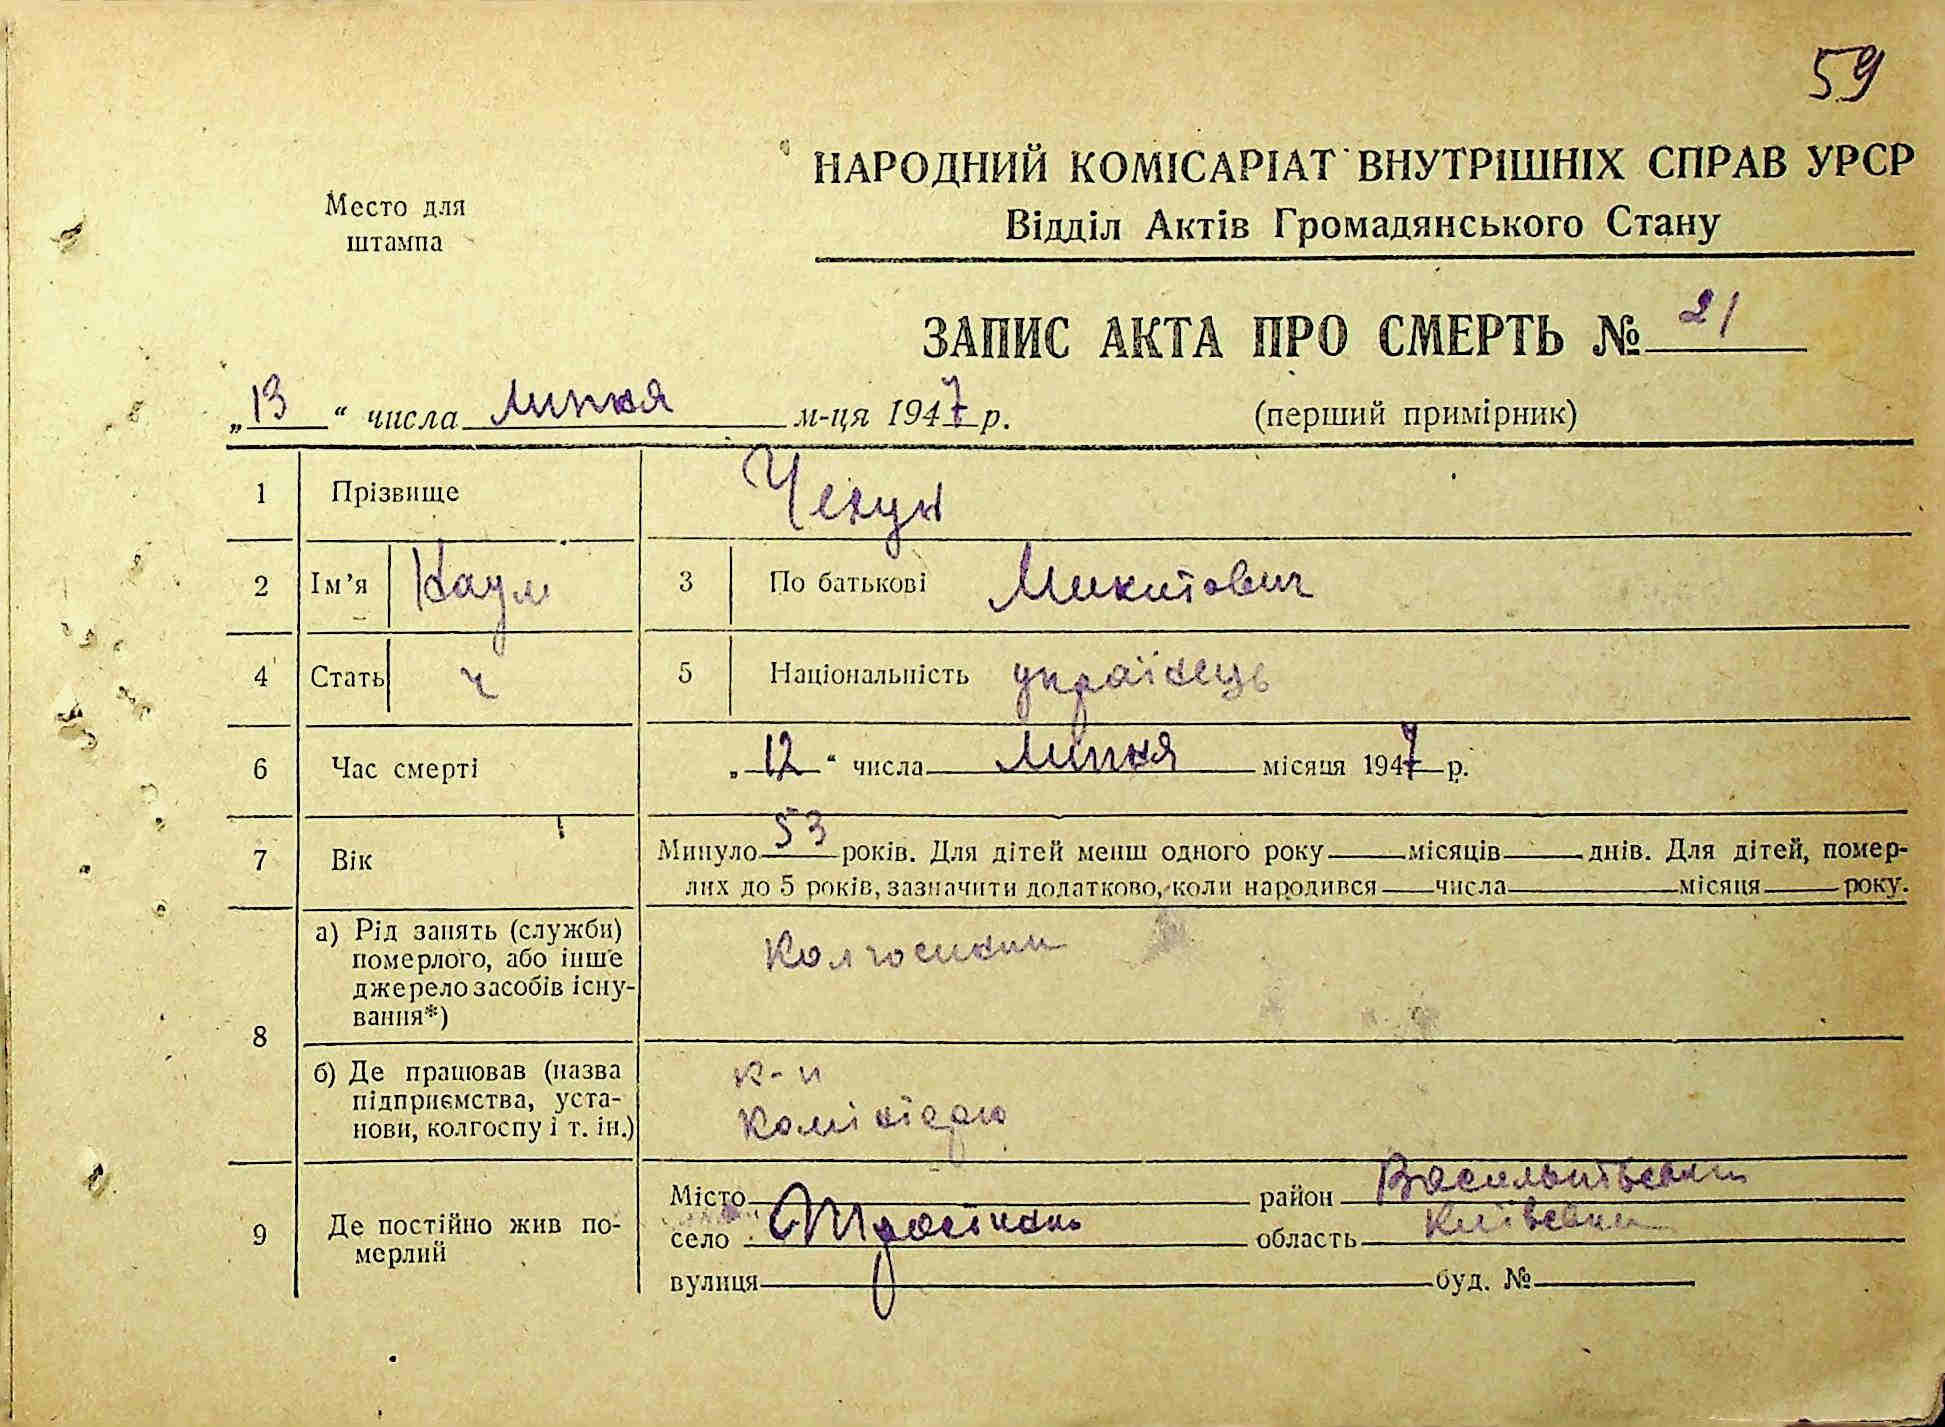 59
Место для
штампа
НАРОДНИЙ КОМІСАРІАТ ВНУТРІШНІХ СПРАВ УРСР
Відділ Актів Громадянського Стану
ЗАПИС АКТА ПРО СМЕРТЬ № 21
„13“ числа Липня м-ця 1947 р. (перший примірник)
1 Прізвище
2 Ім’я Наум 3 По батькові Микитович
4 Стать ч 5 Національність українець
6 Час смерті „12“ числа Липня місяця 1947 р.
7 Вік Минуло 53 років. Для дітей менш одного року місяців днів. Для дітей, помер-
лих до 5 років, зазначити додатково, коли народився числа місяця року.
8 а) Рід занять (служби)
померлого, або інше
джерело засобів існу-
вання*)
Колгоспник
б) Де працював (назва
підприємства, уста-
нови, колгоспу і т. ін.)
9 Де постійно жив по-
мерлий
Місто район Васильківський
село область Київська
вулиця буд. №